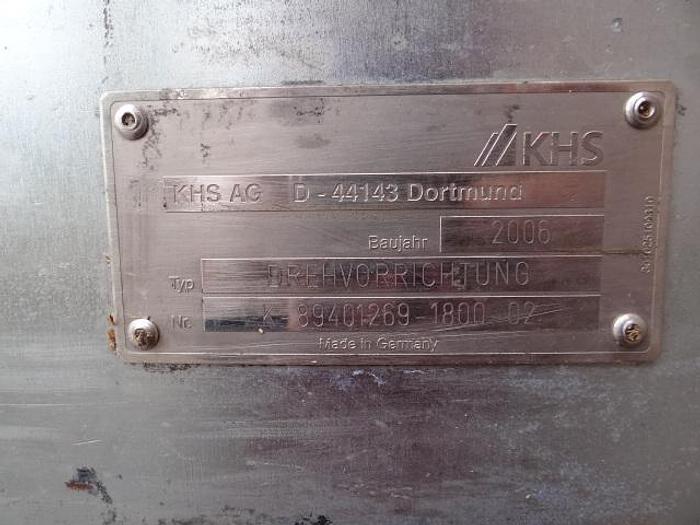 KHS
KHS AG D - 44143 Dortmund
Baujahr 2006
Typ DREHVORRICHTUNG
Nr. K 89401269 1800 02
Made in Germany